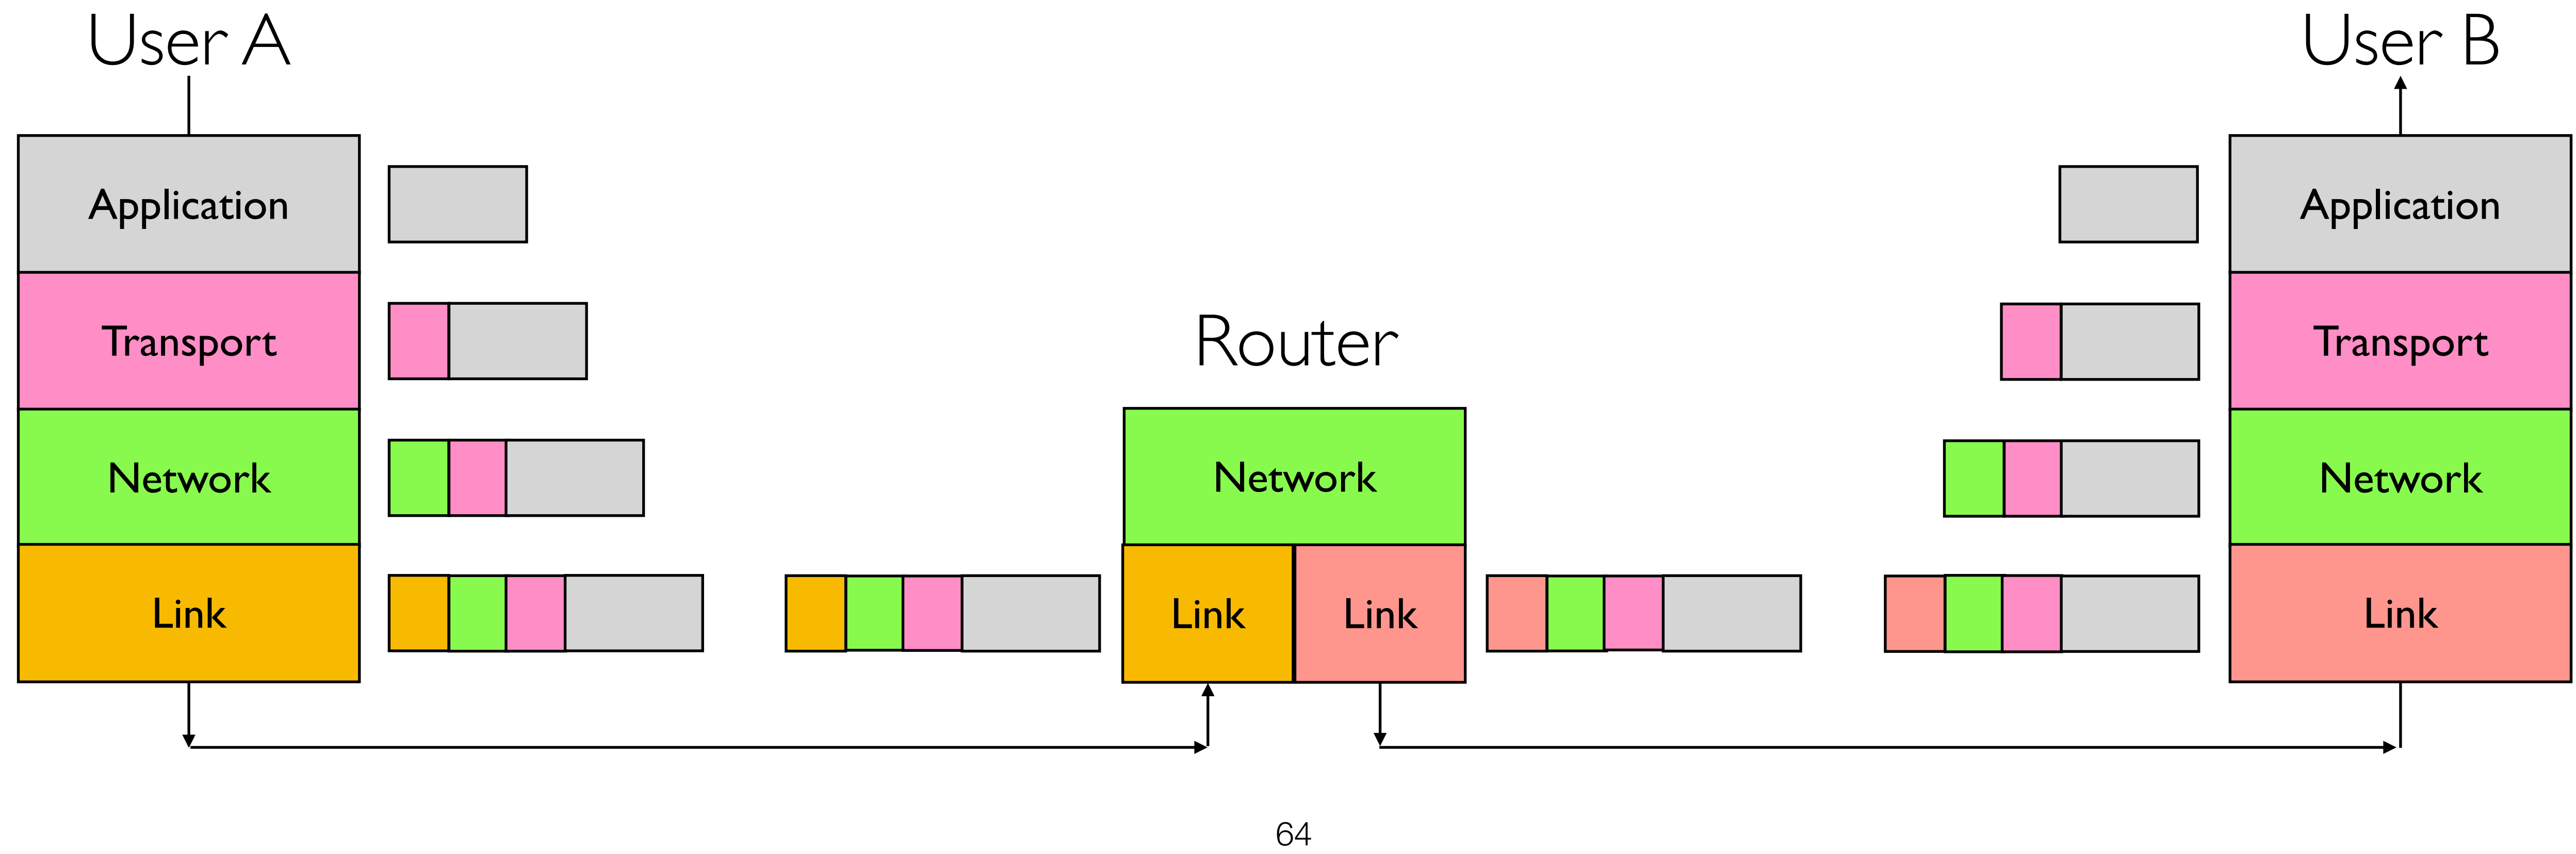 User A
User B
Application
Application
Transport
Router
Transport
Network
Network
Network
Link
Link
Link
Link
64